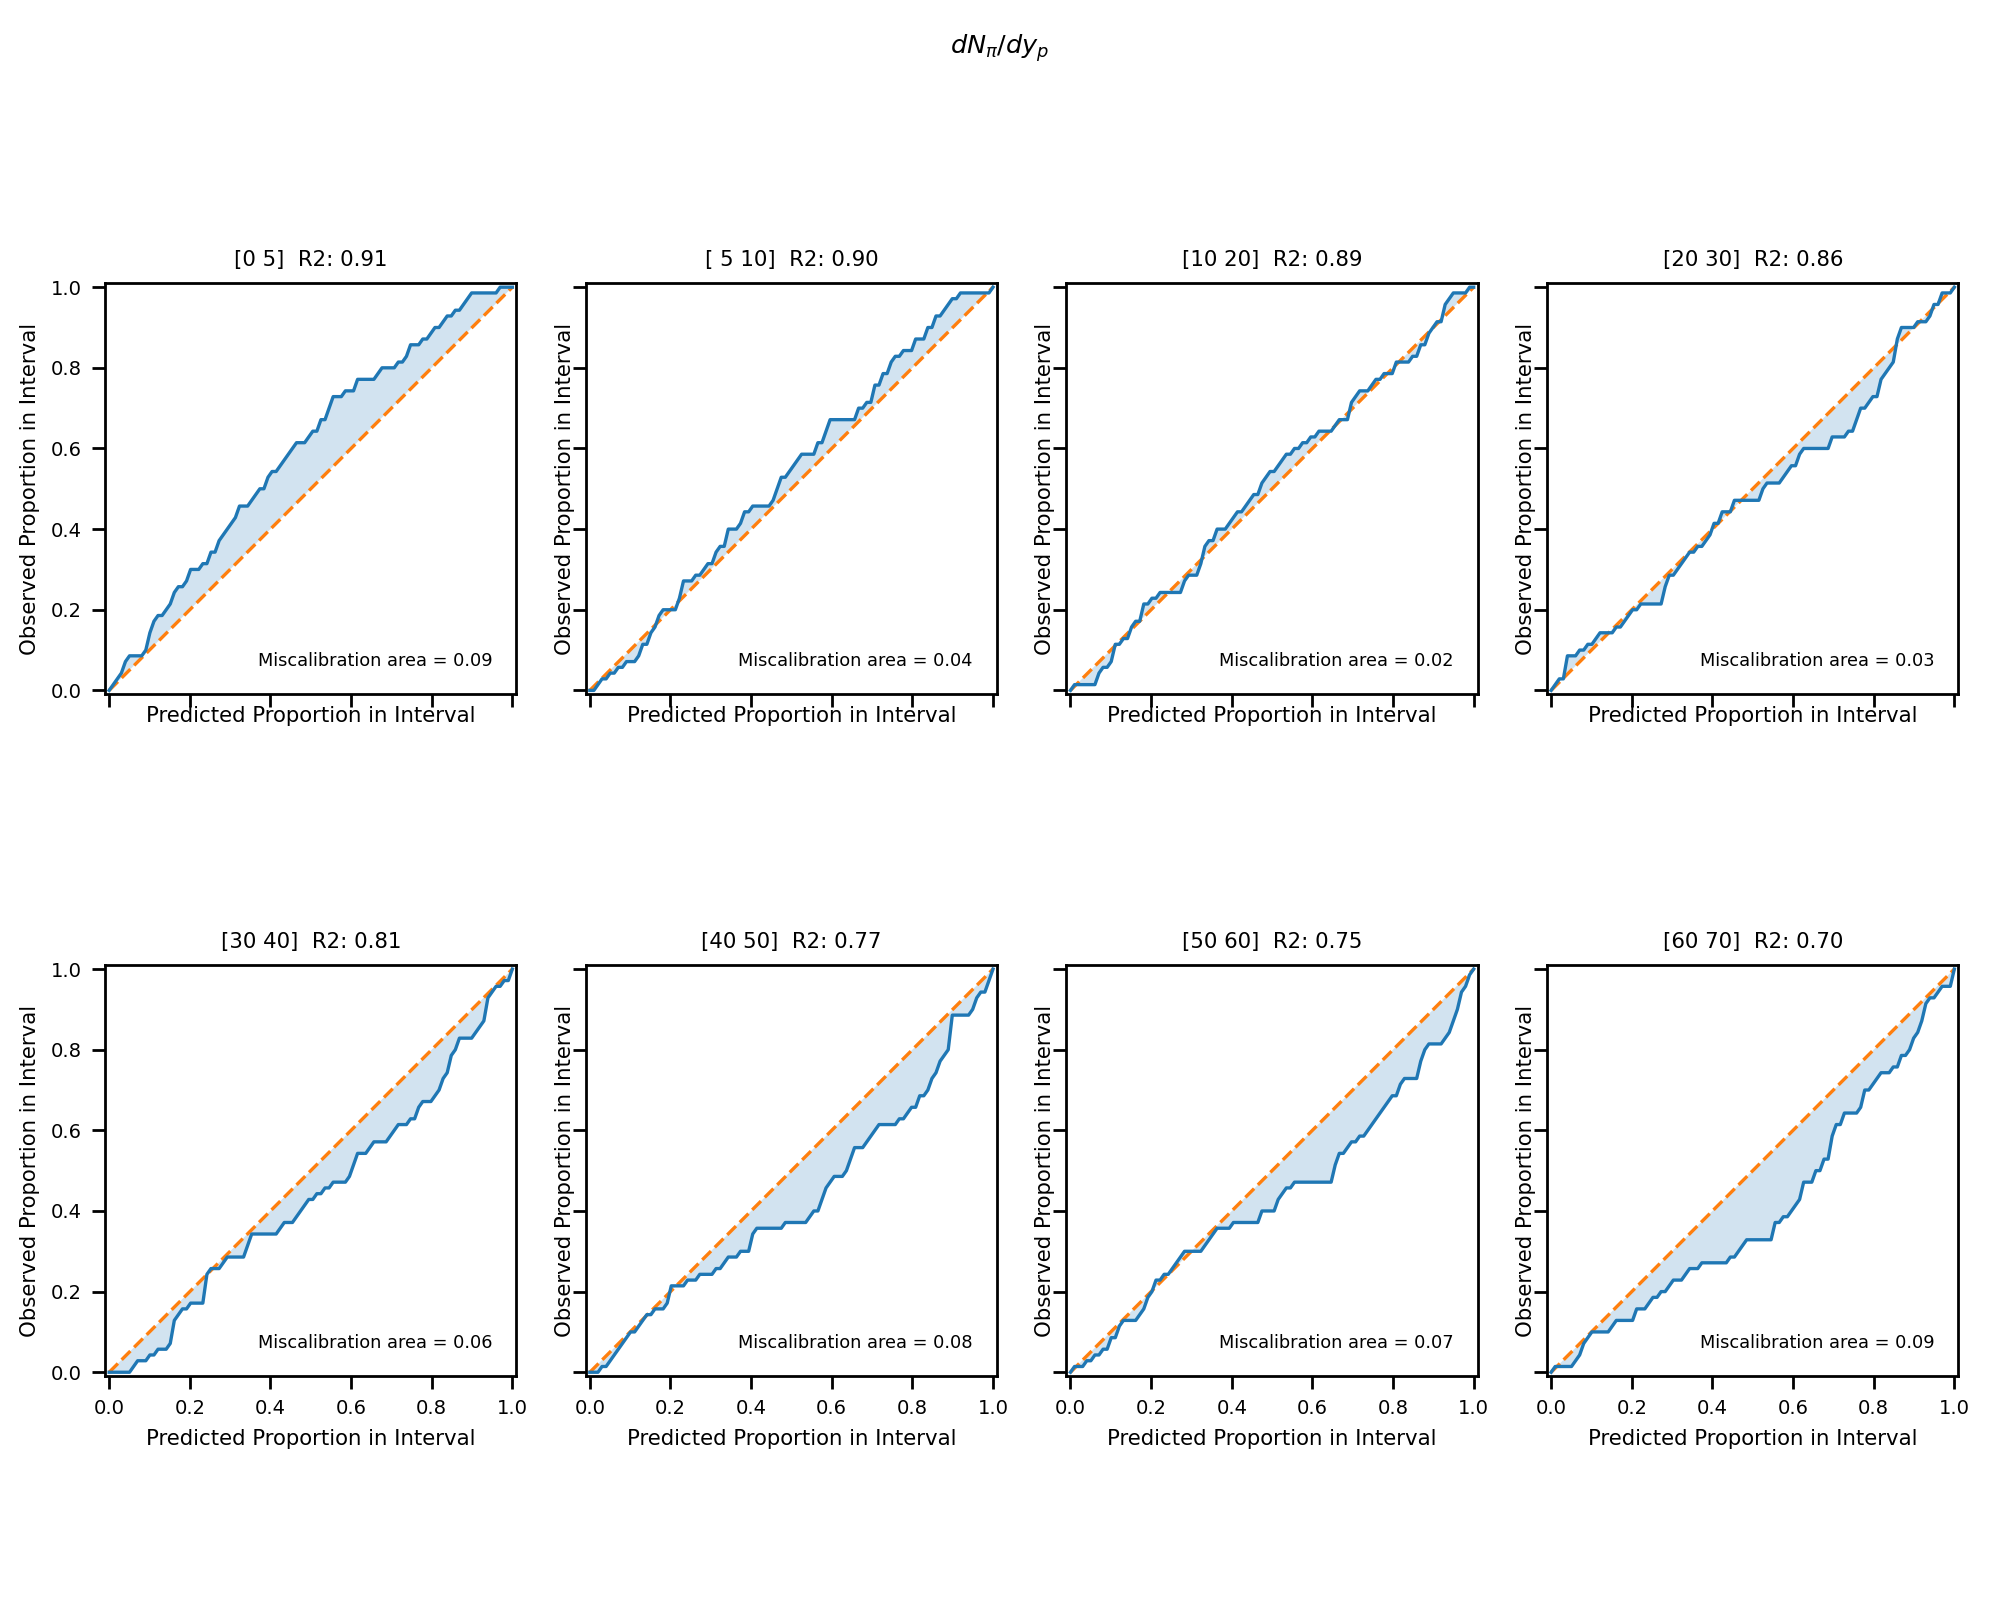 dNπ/dyp
[0 5]  R2: 0.91
[ 5 10]  R2: 0.90
[10 20]  R2: 0.89
[20 30]  R2: 0.86
Observed Proportion in Interval
1.0
0.8
0.6
0.4
0.2
0.0
Miscalibration area = 0.09
Predicted Proportion in Interval
Observed Proportion in Interval
Miscalibration area = 0.04
Predicted Proportion in Interval
Observed Proportion in Interval
Miscalibration area = 0.02
Predicted Proportion in Interval
Observed Proportion in Interval
Miscalibration area = 0.03
Predicted Proportion in Interval
[30 40]  R2: 0.81
[40 50]  R2: 0.77
[50 60]  R2: 0.75
[60 70]  R2: 0.70
Observed Proportion in Interval
1.0
0.8
0.6
0.4
0.2
0.0
Miscalibration area = 0.06
0.0 0.2 0.4 0.6 0.8 1.0
Predicted Proportion in Interval
Observed Proportion in Interval
Miscalibration area = 0.08
0.0 0.2 0.4 0.6 0.8 1.0
Predicted Proportion in Interval
Observed Proportion in Interval
Miscalibration area = 0.07
0.0 0.2 0.4 0.6 0.8 1.0
Predicted Proportion in Interval
Observed Proportion in Interval
Miscalibration area = 0.09
0.0 0.2 0.4 0.6 0.8 1.0
Predicted Proportion in Interval